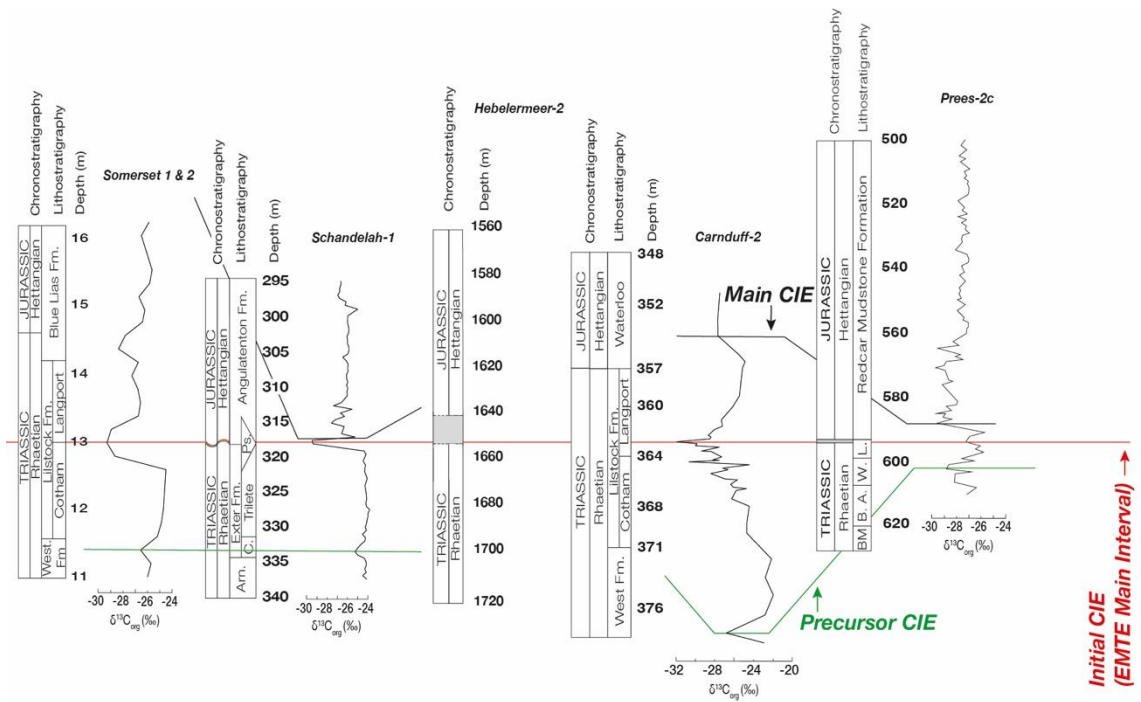 Somerset 1 & 2
Chronostratigraphy
Lithostratigraphy
Depth (m)
JURASSIC
Hettangian
TRIASSIC
Rhaetian
Blue Lias Fm.
Lilstock Fm.
Langport
Cotham
West.
Fm
16
15
14
13
12
11
-30 -28 -26 -24
δ¹³Corg (‰)
Schandelah-1
Chronostratigraphy
Lithostratigraphy
Depth (m)
JURASSIC
Hettangian
TRIASSIC
Rhaetian
Angulatenton Fm.
Ps.
Exter Fm.
Trilete
C.
Arn.
295
300
305
310
315
320
325
330
335
340
-30 -28 -26 -24
δ¹³Corg (‰)
Hebelermeer-2
Chronostratigraphy
Depth (m)
JURASSIC
Hettangian
TRIASSIC
Rhaetian
1560
1580
1600
1620
1640
1660
1680
1700
1720
Carnduff-2
Chronostratigraphy
Lithostratigraphy
Depth (m)
JURASSIC
Hettangian
Waterloo
TRIASSIC
Rhaetian
Lilstock Fm.
Langport
Cotham
West Fm.
348
352
357
360
364
368
371
376
-32 -28 -24 -20
δ¹³Corg (‰)
Main CIE
Precursor CIE
Prees-2c
Chronostratigraphy
Lithostratigraphy
JURASSIC
Hettangian
Redcar Mudstone Formation
TRIASSIC
Rhaetian
L.
W.
A.
B.
BM
500
520
540
560
580
600
620
-30 -28 -26 -24
δ¹³Corg (‰)
Initial CIE
(EMTE Main Interval)